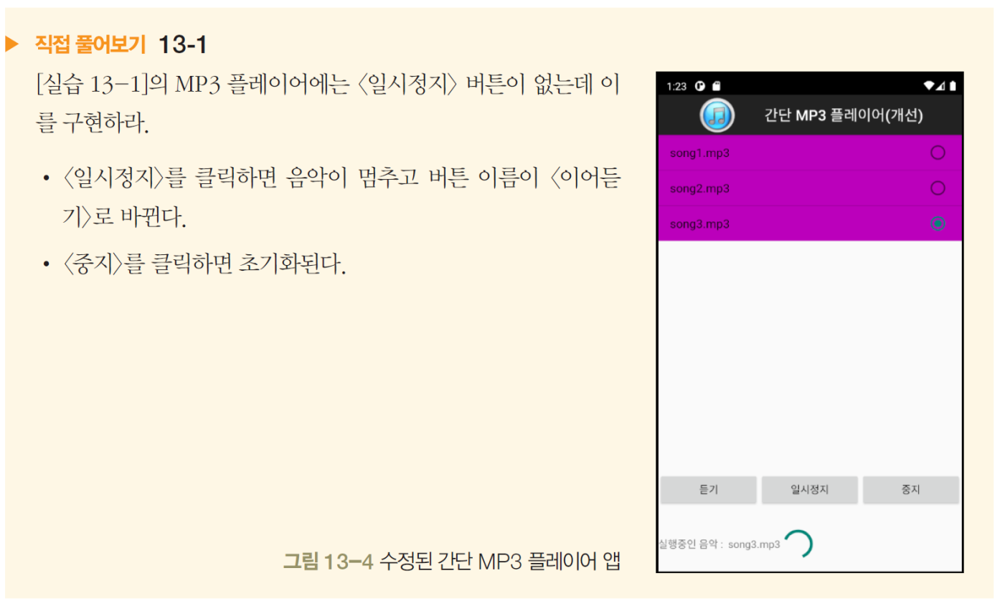 직접 풀어보기 13-1
[실습 13-1]의 MP3 플레이어에는 〈일시정지〉 버튼이 없는데 이
를 구현하라.
• 〈일시정지〉를 클릭하면 음악이 멈추고 버튼 이름이 〈이어듣
기〉로 바뀐다.
• 〈중지〉를 클릭하면 초기화된다.
그림 13-4 수정된 간단 MP3 플레이어 앱
1:23
간단 MP3 플레이어(개선)
song1.mp3
song2.mp3
song3.mp3
듣기 일시정지 중지
실행중인 음악 : song3.mp3